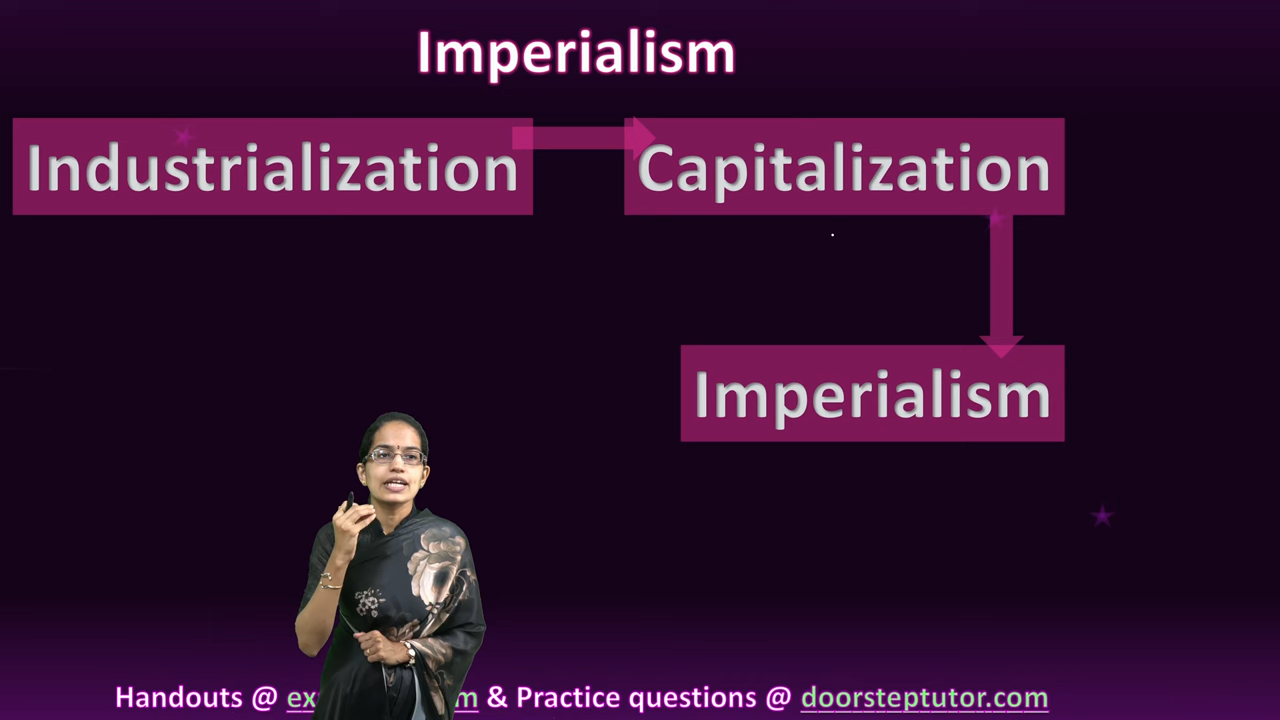 Imperialism
Industrialization
Capitalization
Imperialism
Handouts @ & Practice questions @ doorsteptutor.com